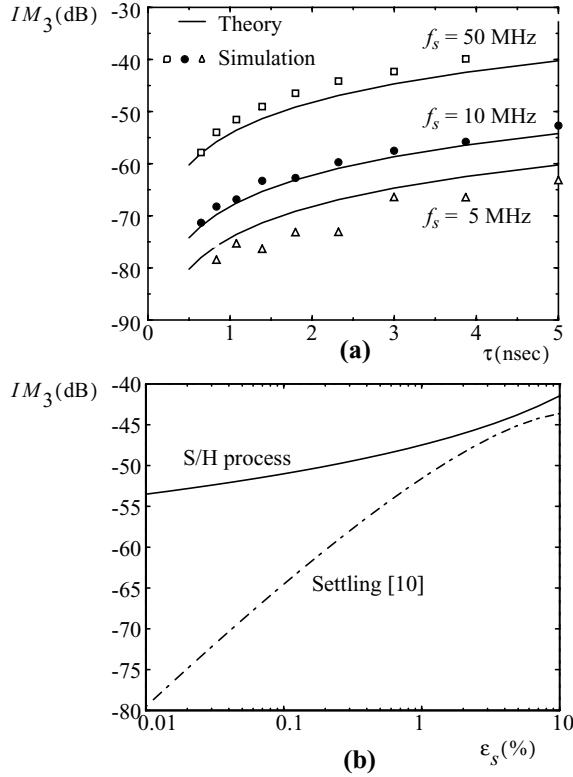 IM3(dB)
-30
-40
-50
-60
-70
-80
-90
Theory
Simulation
fs = 50 MHz
fs = 10 MHz
fs = 5 MHz
0 1 2 3 4 5
τ(nsec)
(a)
IM3(dB)
-40
-45
-50
-55
-60
-65
-70
-75
-80
S/H process
Settling [10]
0.01 0.1 1 10
εs(%)
(b)